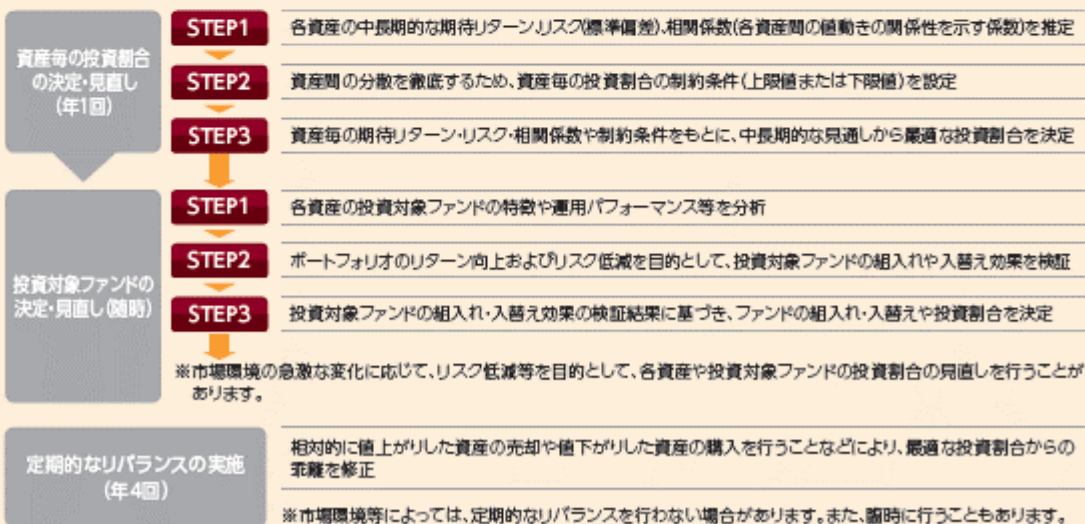 資産毎の投資割合
の決定・見直し
(年1回)
STEP1
各資産の中長期的な期待リターン、リスク(標準偏差)、相関係数(各資産間の値動きの関係性を示す係数)を推定
STEP2
資産間の分散を徹底するため、資産毎の投資割合の制約条件(上限値または下限値)を設定
STEP3
資産毎の期待リターン・リスク・相関係数や制約条件をもとに、中長期的な見通しから最適な投資割合を決定
投資対象ファンドの
決定・見直し(随時)
STEP1
各資産の投資対象ファンドの特徴や運用パフォーマンス等を分析
STEP2
ポートフォリオのリターン向上およびリスク低減を目的として、投資対象ファンドの組入れや入替え効果を検証
STEP3
投資対象ファンドの組入れ・入替え効果の検証結果に基づき、ファンドの組入れ・入替えや投資割合を決定
※市場環境の急激な変化に応じて、リスク低減等を目的として、各資産や投資対象ファンドの投資割合の見直しを行うことが
あります。
定期的なリバランスの実施
(年4回)
相対的に値上がりした資産の売却や値下がりした資産の購入を行うことなどにより、最適な投資割合からの
乖離を修正
※市場環境等によっては、定期的なリバランスを行わない場合があります。また、臨時に行うこともあります。